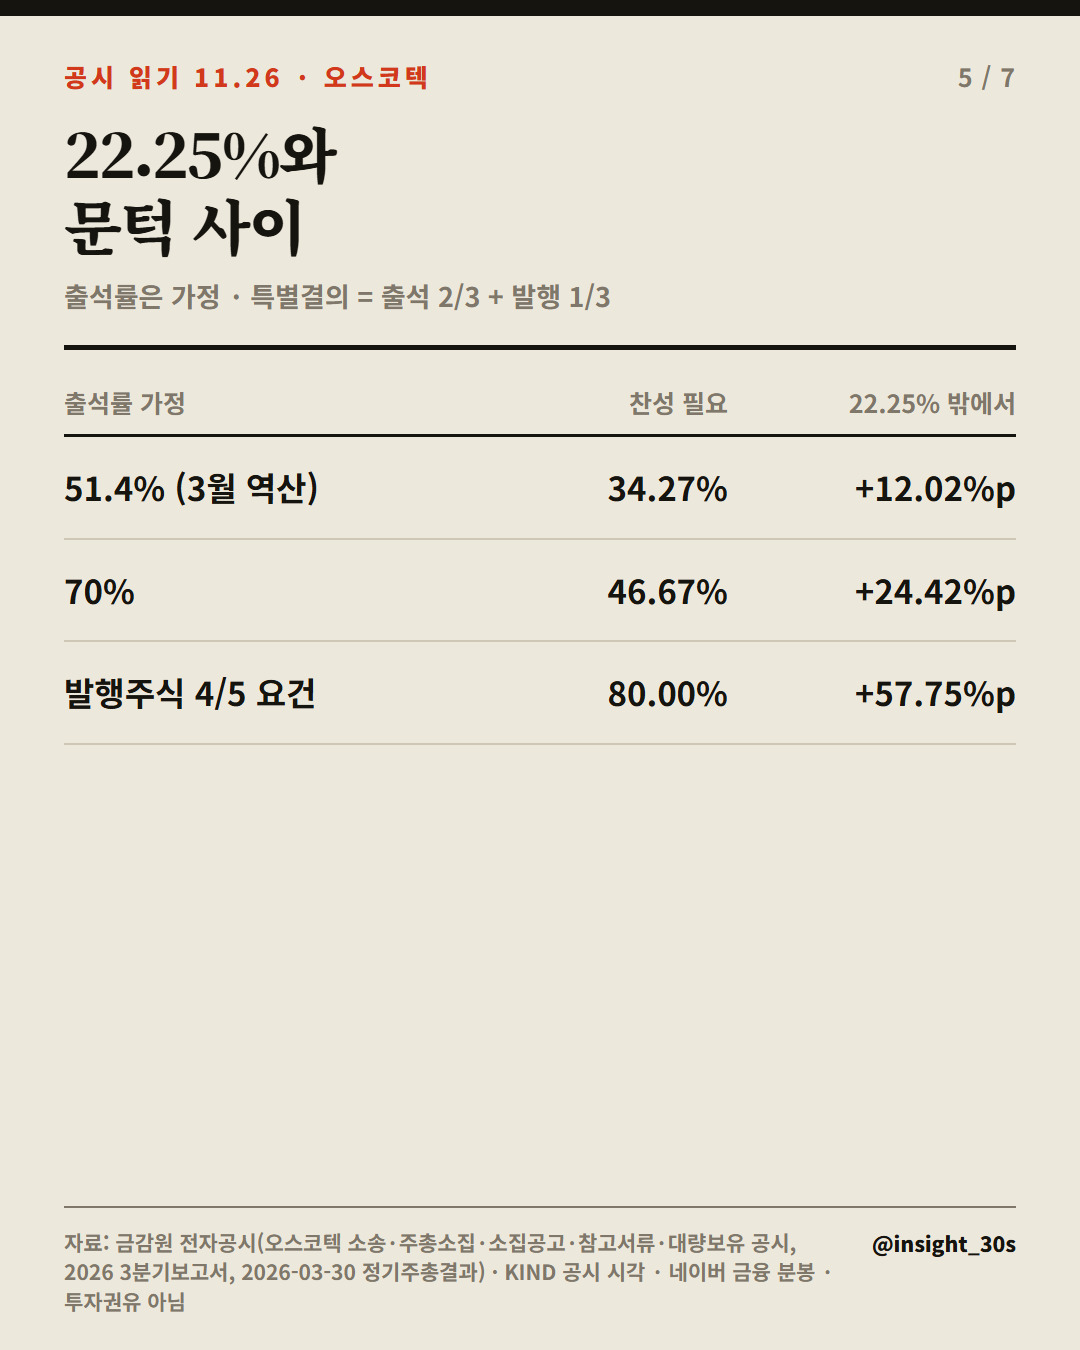 공시 읽기 11.26 · 오스코텍
5 / 7
22.25%와
문턱 사이
출석률은 가정 · 특별결의 = 출석 2/3 + 발행 1/3
출석률 가정 찬성 필요 22.25% 밖에서
51.4% (3월 역산) 34.27% +12.02%p
70% 46.67% +24.42%p
발행주식 4/5 요건 80.00% +57.75%p
자료: 금감원 전자공시(오스코텍 소송·주총소집·소집공고·참고서류·대량보유 공시,
2026 3분기보고서, 2026-03-30 정기주총결과) · KIND 공시 시각 · 네이버 금융 분봉 ·
투자권유 아님
@insight_30s